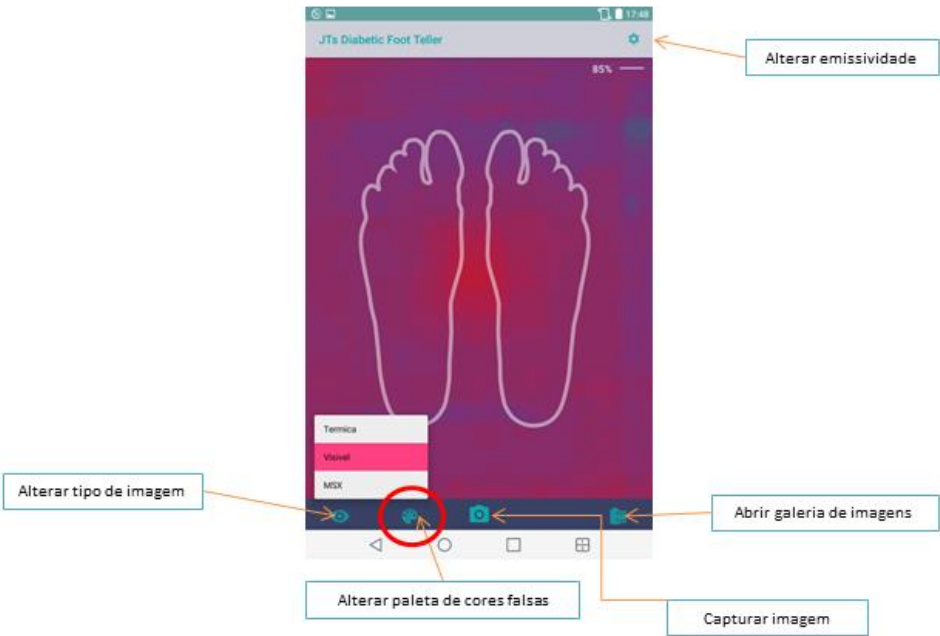 17:48
JTs Diabetic Foot Teller
Alterar emissividade
85%
Termica
Visivel
MSX
Alterar tipo de imagem
Abrir galeria de imagens
Alterar paleta de cores falsas
Capturar imagem